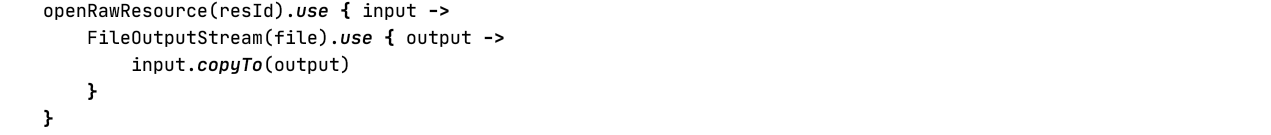 openRawResource(resId).use { input ->
    FileOutputStream(file).use { output ->
        input.copyTo(output)
    }
}